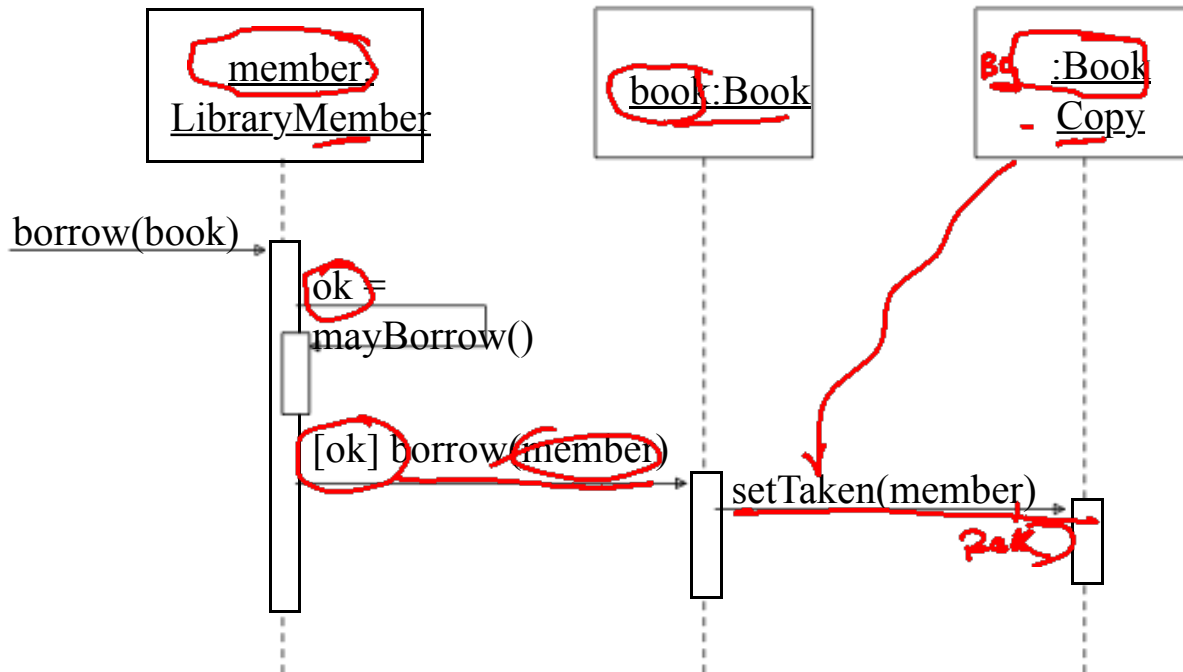 member:
LibraryMember
book:Book
:Book
Copy
borrow(book)
ok =
mayBorrow()
[ok] borrow(member)
setTaken(member)